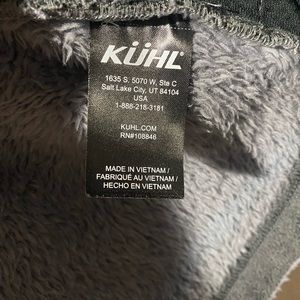 KÜHL
1635 S. 5070 W, Ste C
Salt Lake City, UT 84104
USA
1-888-218-3181
KUHL.COM
RN#108846
MADE IN VIETNAM /
FABRIQUÉ AU VIETNAM /
HECHO EN VIETNAM